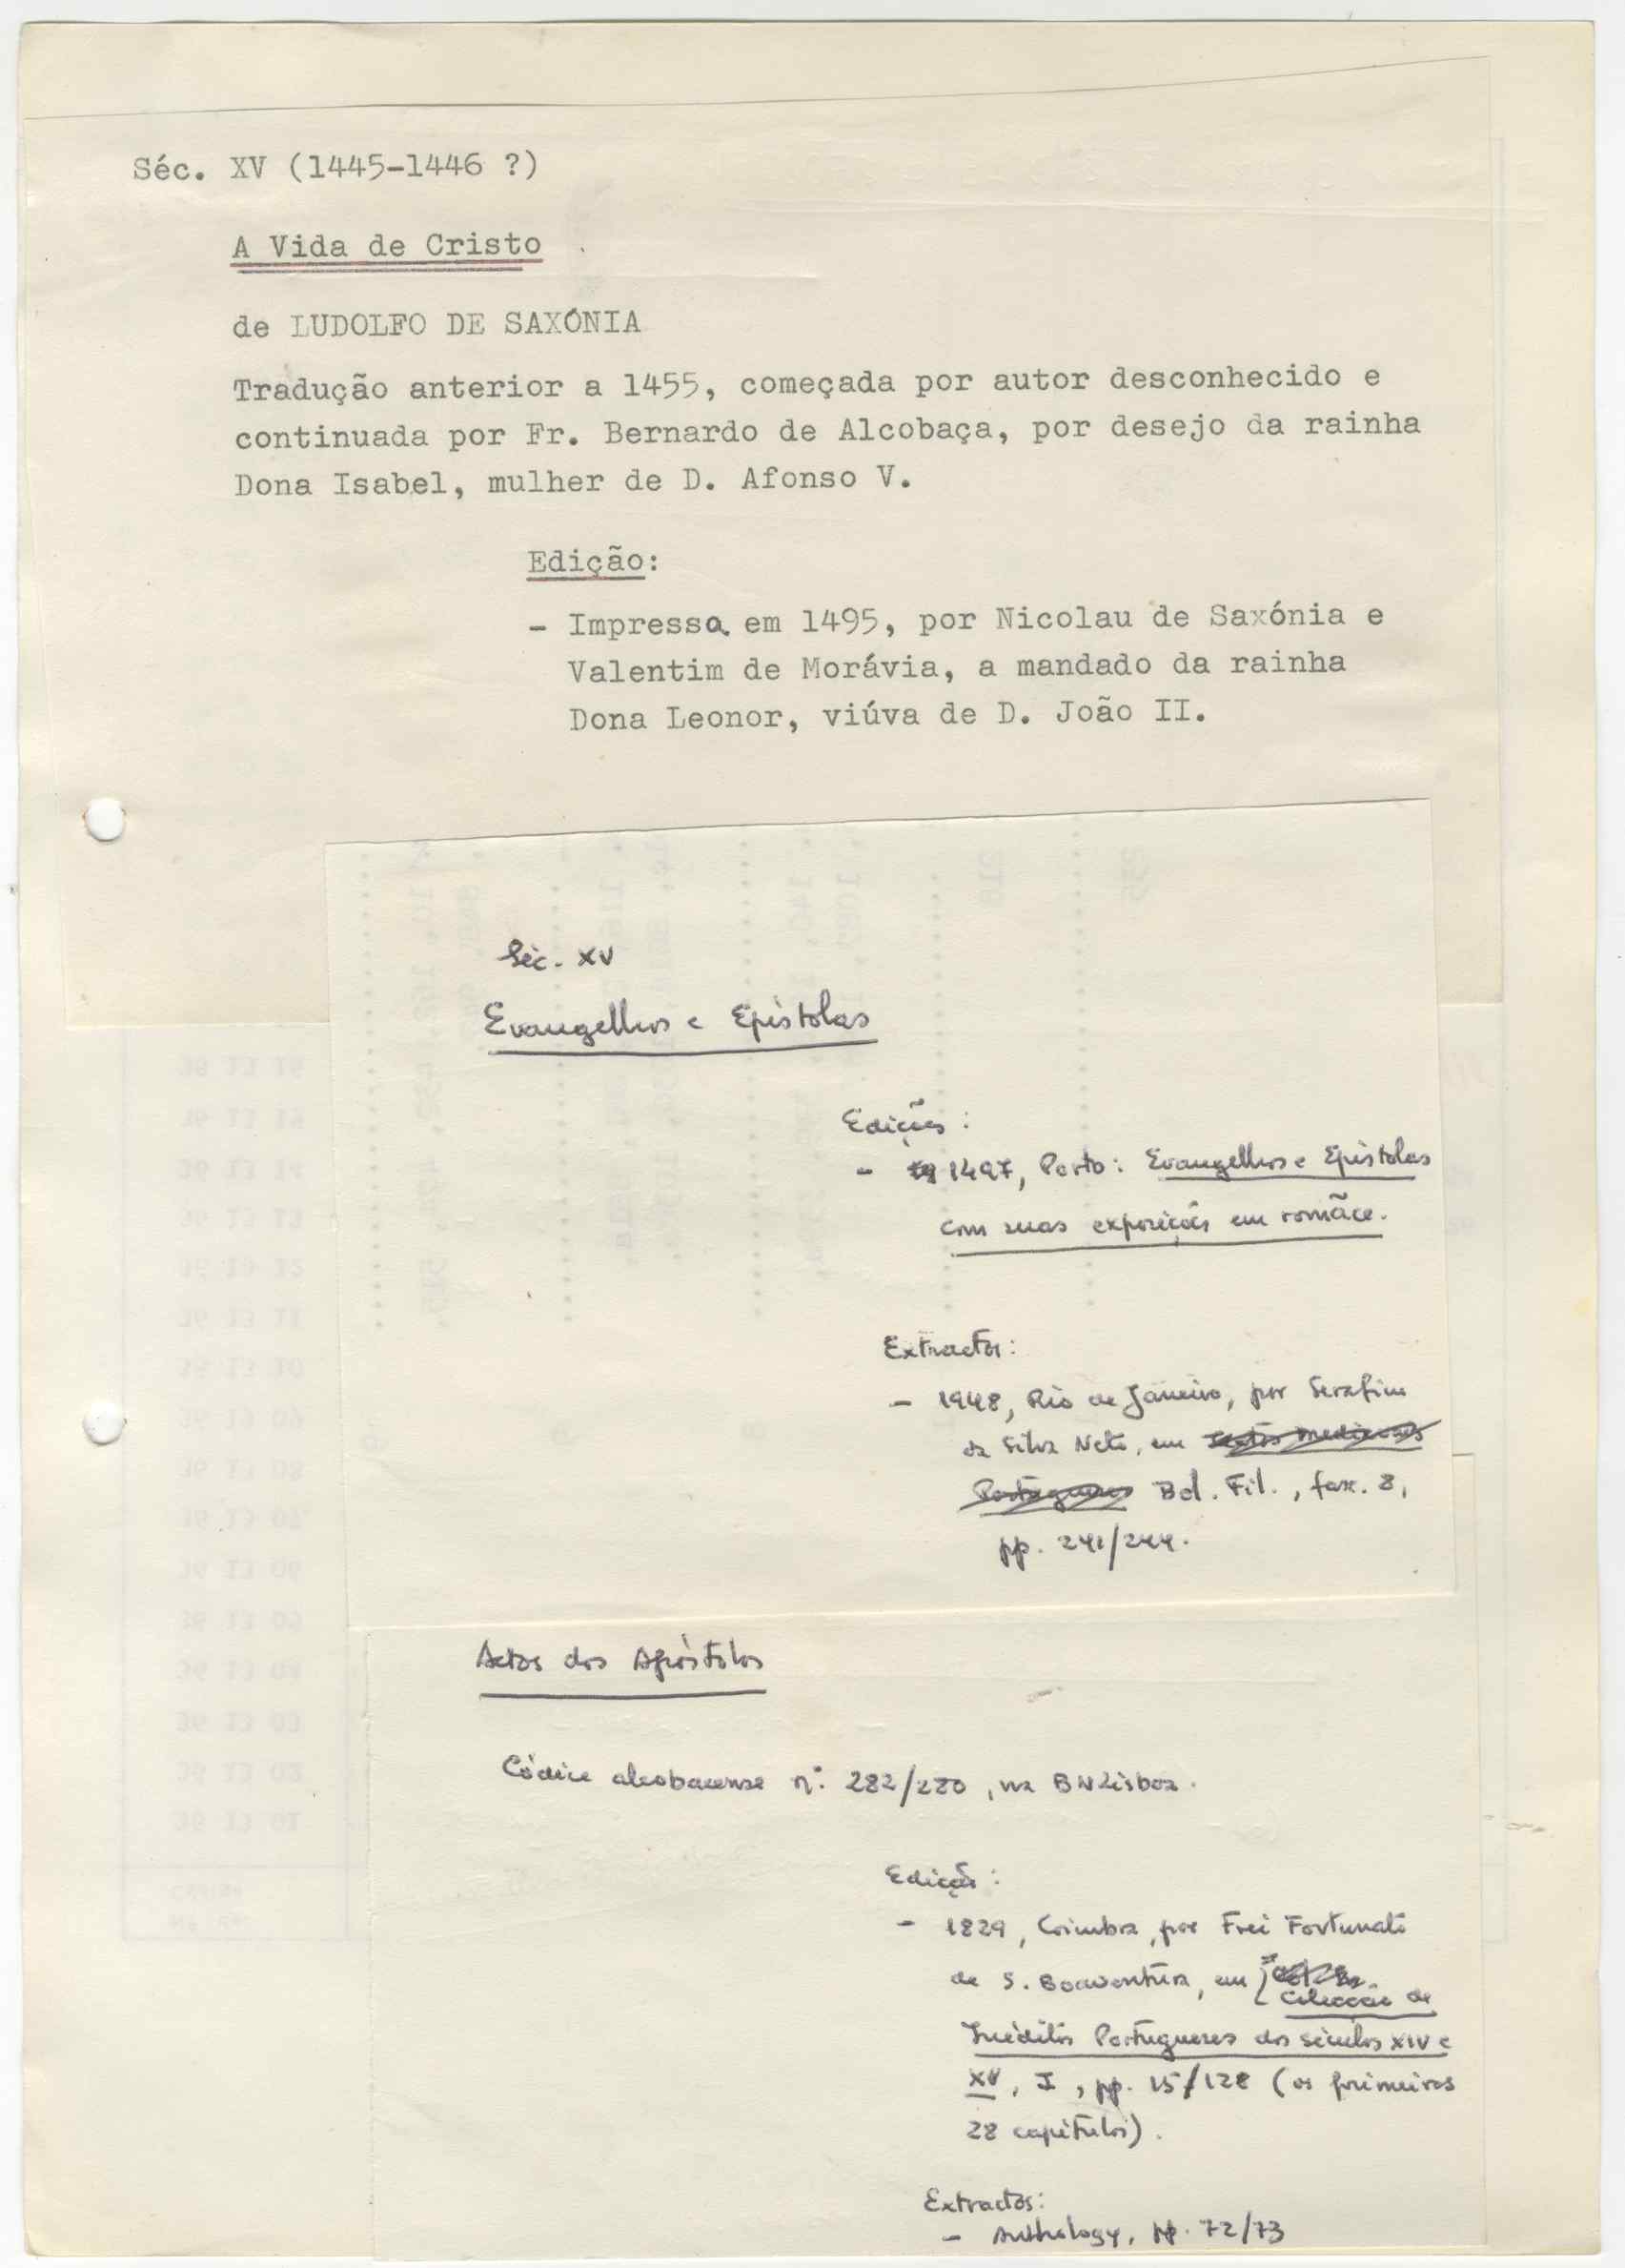 Séc. XV (1445-1446 ?)
A Vida de Cristo
de LUDOLFO DE SAXÓNIA
Tradução anterior a 1455, começada por autor desconhecido e
continuada por Fr. Bernardo de Alcobaça, por desejo da rainha
Dona Isabel, mulher de D. Afonso V.
Edição:
- Impressa em 1495, por Nicolau de Saxónia e
Valentim de Morávia, a mandado da rainha
Dona Leonor, viúva de D. João II.
Séc. XV
Evangelhos e Epístolas
Edições:
- 1497, Porto: Evangelhos e Epístolas
com suas exposições em romãce.
Extractos:
- 1948, Rio de Janeiro, por Serafim
da Silva Neto, em Textos Medievais
Portugueses Bol. Fil., fasc. 8,
pp. 241/244.
Actos dos Apóstolos
Códice alcobacense n.º 282/280, na BNLisboa.
Edição:
- 1829, Coimbra, por Frei Fortunato
de S. Boaventura, em
Colecção de
Inéditos Portugueses dos séculos XIV e
XV, I, pp. 15/128 (os primeiros
28 capítulos).
Extractos:
- Anthology, pp. 72/73